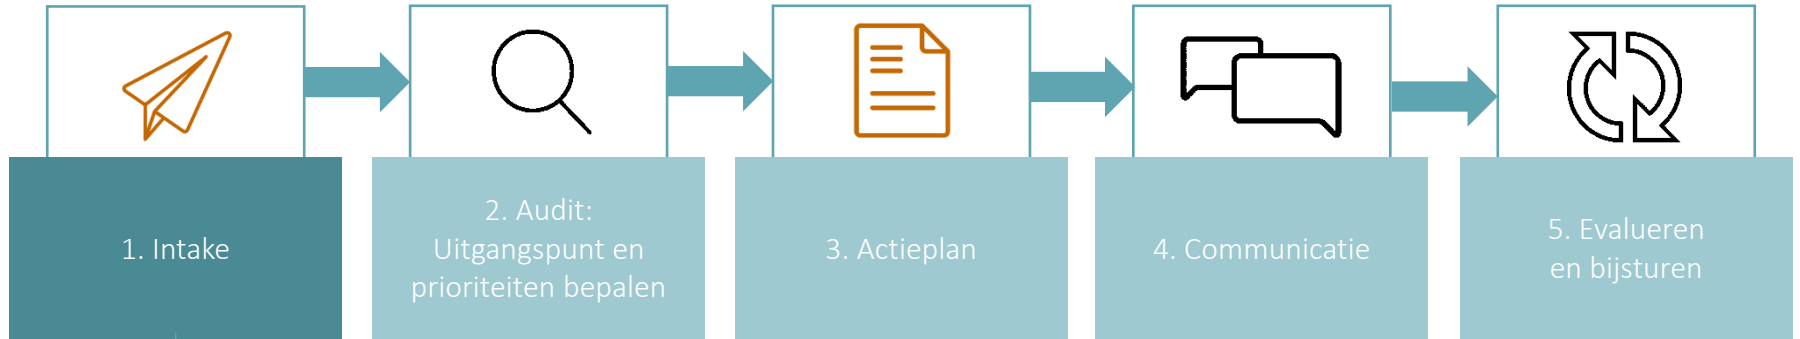 1. Intake
2. Audit:
Uitgangspunt en
prioriteiten bepalen
3. Actieplan
4. Communicatie
5. Evalueren
en bijsturen